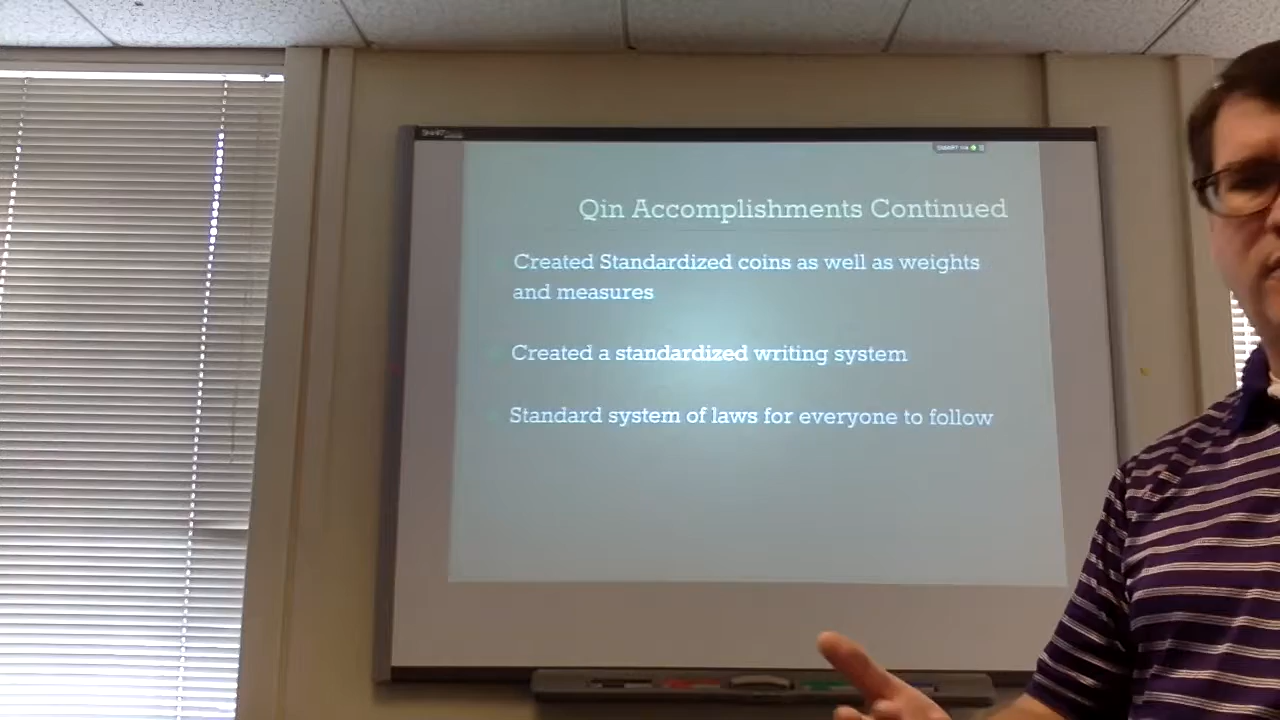 SMART
Qin Accomplishments Continued
Created Standardized coins as well as weights
and measures
Created a standardized writing system
Standard system of laws for everyone to follow